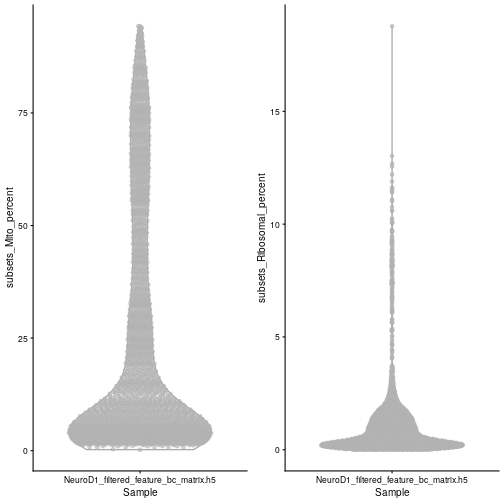 subsets_Mito_percent
75
50
25
0
NeuroD1_filtered_feature_bc_matrix.h5
Sample
subsets_Ribosomal_percent
15
10
5
0
NeuroD1_filtered_feature_bc_matrix.h5
Sample